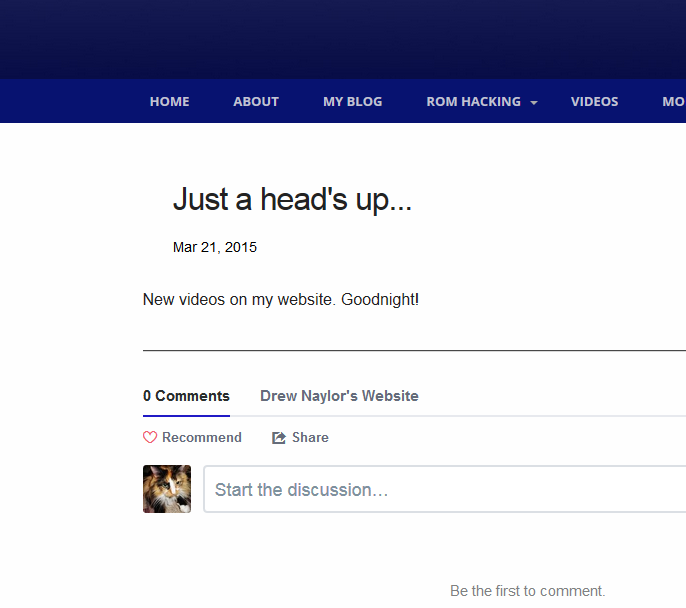 HOME ABOUT MY BLOG ROM HACKING VIDEOS MO
Just a head's up...
Mar 21, 2015
New videos on my website. Goodnight!
0 Comments Drew Naylor's Website
Recommend Share
Start the discussion...
Be the first to comment.